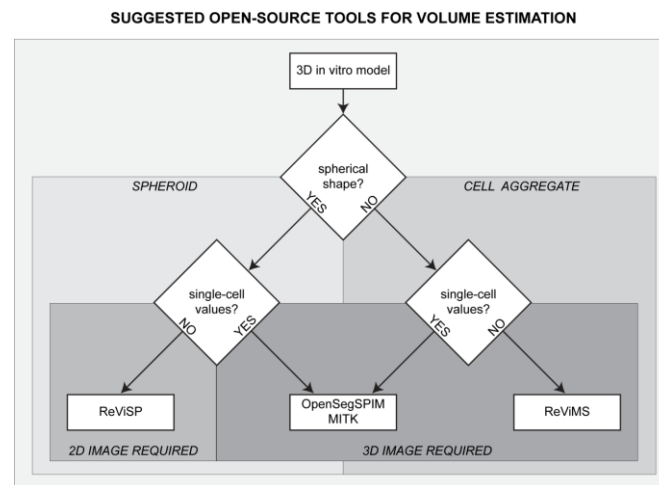 SUGGESTED OPEN-SOURCE TOOLS FOR VOLUME ESTIMATION
3D in vitro model
spherical
shape?
SPHEROID
CELL AGGREGATE
YES
NO
single-cell
values?
NO
YES
single-cell
values?
YES
NO
ReViSP
OpenSegSPIM
MITK
ReViMS
2D IMAGE REQUIRED
3D IMAGE REQUIRED